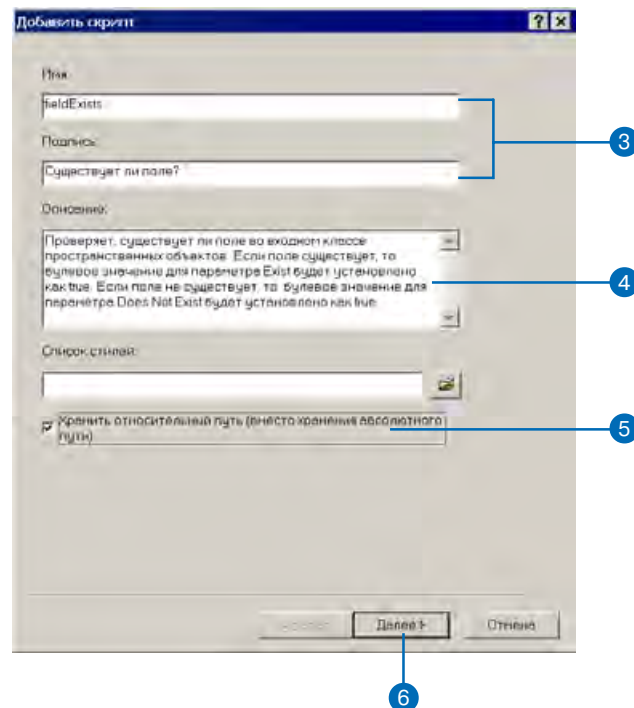 Добавить скрипт
Имя:
fieldExists
3
Подпись:
Существует ли поле?
Описание:
Проверяет, существует ли поле во входном классе
пространственных объектов. Если поле существует, то
булевое значение для параметра Exist будет установлено
как true. Если поле не существует, то булевое значение для
параметра Does Not Exist будет установлено как true.
4
Список стилей:
Хранить относительный путь (вместо хранения абсолютного
пути)
5
Далее >
Отмена
6